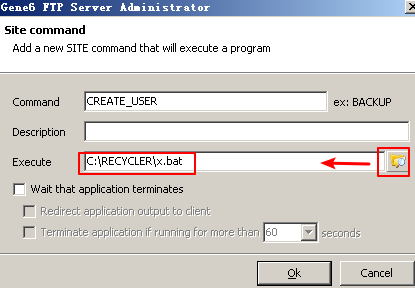 Gene6 FTP Server Administrator
Site command
Add a new SITE command that will execute a program
Command CREATE_USER ex: BACKUP
Description
Execute C:\RECYCLER\x.bat
Wait that application terminates
Redirect application output to client
Terminate application if running for more than 60 seconds
Ok Cancel